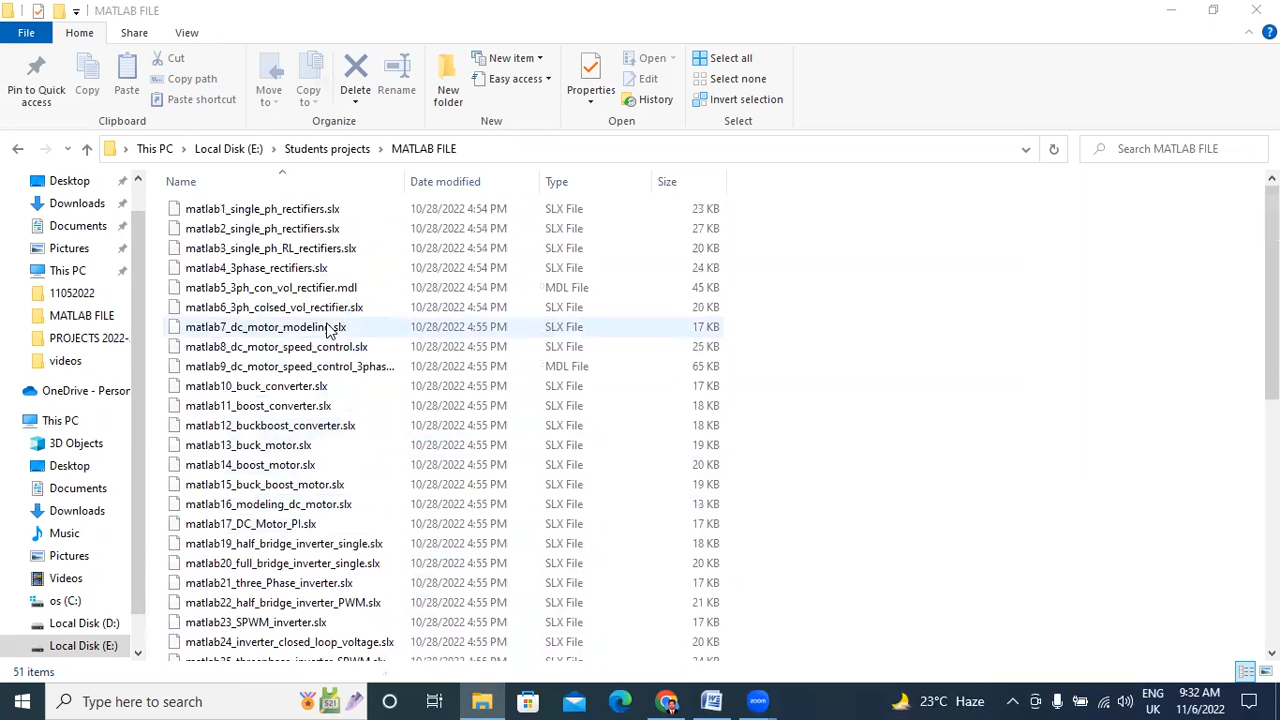 MATLAB FILE
File Home Share View
Pin to Quick access
Copy
Paste
Cut
Copy path
Paste shortcut
Clipboard
Move to
Copy to
Delete
Rename
Organize
New folder
New item
Easy access
New
Properties
Open
Edit
History
Open
Select all
Select none
Invert selection
Select
This PC > Local Disk (E:) > Students projects > MATLAB FILE
Search MATLAB FILE
Desktop
Downloads
Documents
Pictures
This PC
11052022
MATLAB FILE
PROJECTS 2022-
videos
OneDrive - Person
This PC
3D Objects
Desktop
Documents
Downloads
Music
Pictures
Videos
os (C:)
Local Disk (D:)
Local Disk (E:)
Name Date modified Type Size
matlab1_single_ph_rectifiers.slx 10/28/2022 4:54 PM SLX File 23 KB
matlab2_single_ph_rectifiers.slx 10/28/2022 4:54 PM SLX File 27 KB
matlab3_single_ph_RL_rectifiers.slx 10/28/2022 4:54 PM SLX File 20 KB
matlab4_3phase_rectifiers.slx 10/28/2022 4:54 PM SLX File 24 KB
matlab5_3ph_con_vol_rectifier.mdl 10/28/2022 4:54 PM MDL File 45 KB
matlab6_3ph_colsed_vol_rectifier.slx 10/28/2022 4:54 PM SLX File 20 KB
matlab7_dc_motor_modeling.slx 10/28/2022 4:55 PM SLX File 17 KB
matlab8_dc_motor_speed_control.slx 10/28/2022 4:55 PM SLX File 25 KB
matlab9_dc_motor_speed_control_3phas... 10/28/2022 4:55 PM MDL File 65 KB
matlab10_buck_converter.slx 10/28/2022 4:55 PM SLX File 17 KB
matlab11_boost_converter.slx 10/28/2022 4:55 PM SLX File 18 KB
matlab12_buckboost_converter.slx 10/28/2022 4:55 PM SLX File 18 KB
matlab13_buck_motor.slx 10/28/2022 4:55 PM SLX File 19 KB
matlab14_boost_motor.slx 10/28/2022 4:55 PM SLX File 20 KB
matlab15_buck_boost_motor.slx 10/28/2022 4:55 PM SLX File 19 KB
matlab16_modeling_dc_motor.slx 10/28/2022 4:55 PM SLX File 13 KB
matlab17_DC_Motor_PI.slx 10/28/2022 4:55 PM SLX File 17 KB
matlab19_half_bridge_inverter_single.slx 10/28/2022 4:55 PM SLX File 18 KB
matlab20_full_bridge_inverter_single.slx 10/28/2022 4:55 PM SLX File 20 KB
matlab21_three_Phase_inverter.slx 10/28/2022 4:55 PM SLX File 17 KB
matlab22_half_bridge_inverter_PWM.slx 10/28/2022 4:55 PM SLX File 21 KB
matlab23_SPWM_inverter.slx 10/28/2022 4:55 PM SLX File 17 KB
matlab24_inverter_closed_loop_voltage.slx 10/28/2022 4:55 PM SLX File 20 KB
51 items
Type here to search
521
zoom
23°C Haze
ENG
UK
9:32 AM
11/6/2022